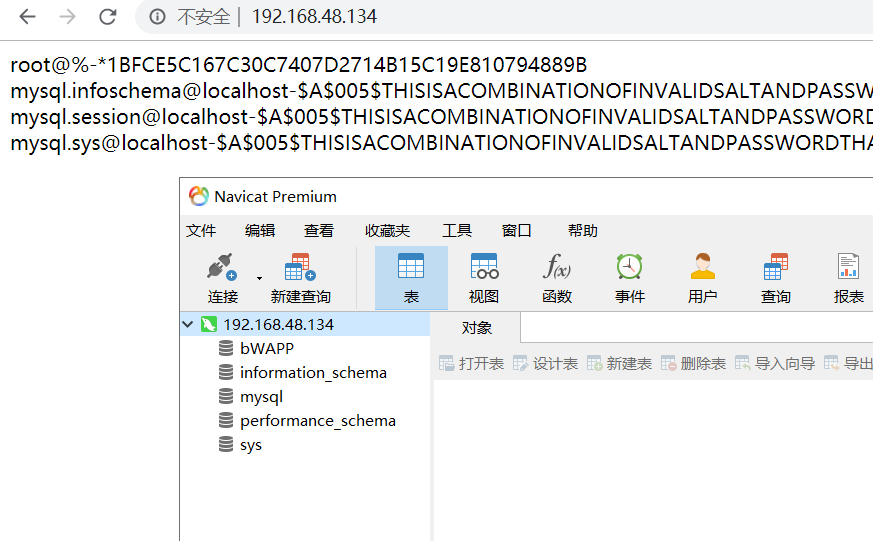 不安全 | 192.168.48.134
root@%-*1BFCE5C167C30C7407D2714B15C19E810794889B
mysql.infoschema@localhost-$A$005$THISISACOMBINATIONOFINVALIDSALTANDPASSW
mysql.session@localhost-$A$005$THISISACOMBINATIONOFINVALIDSALTANDPASSWORD
mysql.sys@localhost-$A$005$THISISACOMBINATIONOFINVALIDSALTANDPASSWORDTHA
Navicat Premium
文件 编辑 查看 收藏夹 工具 窗口 帮助
f(x)
连接 新建查询 表 视图 函数 事件 用户 查询 报表
192.168.48.134 对象
bWAPP
打开表 设计表 新建表 删除表 导入向导 导出
information_schema
mysql
performance_schema
sys